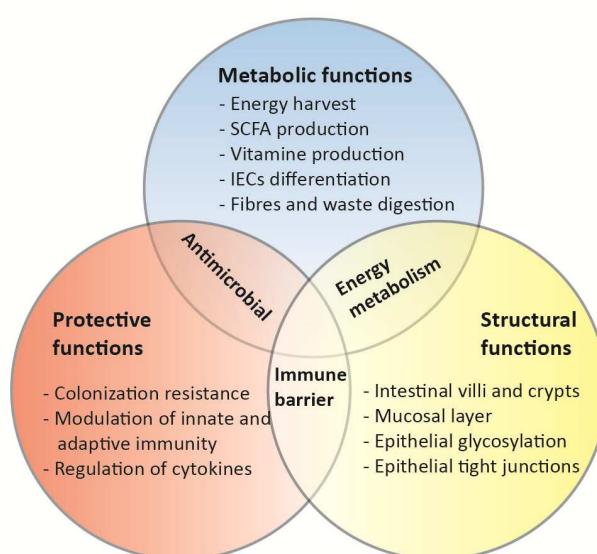 Metabolic functions
- Energy harvest
- SCFA production
- Vitamine production
- IECs differentiation
- Fibres and waste digestion
Antimicrobial
Energy
metabolism
Protective
functions
- Colonization resistance
- Modulation of innate and
adaptive immunity
- Regulation of cytokines
Immune
barrier
Structural
functions
- Intestinal villi and crypts
- Mucosal layer
- Epithelial glycosylation
- Epithelial tight junctions